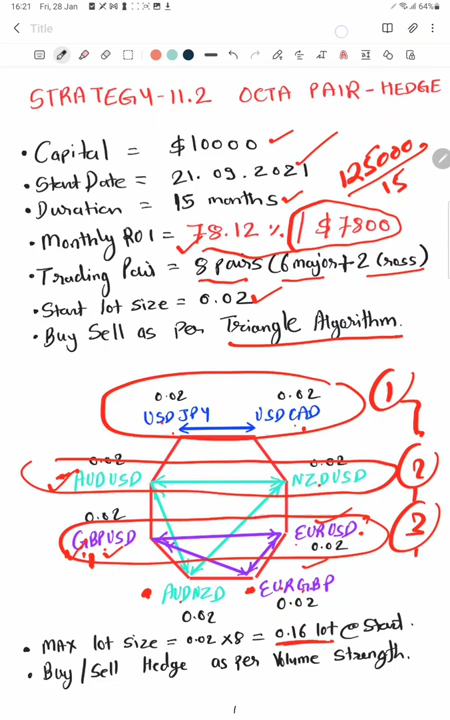 16:21 Fri, 28 Jan 64%
Title
STRATEGY-11.2 OCTA PAIR-HEDGE
• Capital = $10000
• Start Date = 21.09.2021
• Duration = 15 months
125000/15
• Monthly ROI = 78.12 % | $7800
• Trading Pair = 8 pairs (6 major + 2 Cross)
• Start lot size = 0.02
• Buy Sell as per Triangle Algorithm.
0.02 0.02 1
USDJPY USDCAD
0.02 0.02
AUDUSD NZDUSD 2
0.02
GBPUSD EURUSD 3
0.02
AUDNZD EURGBP
0.02 0.02
• MAX lot size = 0.02 x8 = 0.16 lot @ Start.
• Buy/Sell Hedge as per Volume Strength.